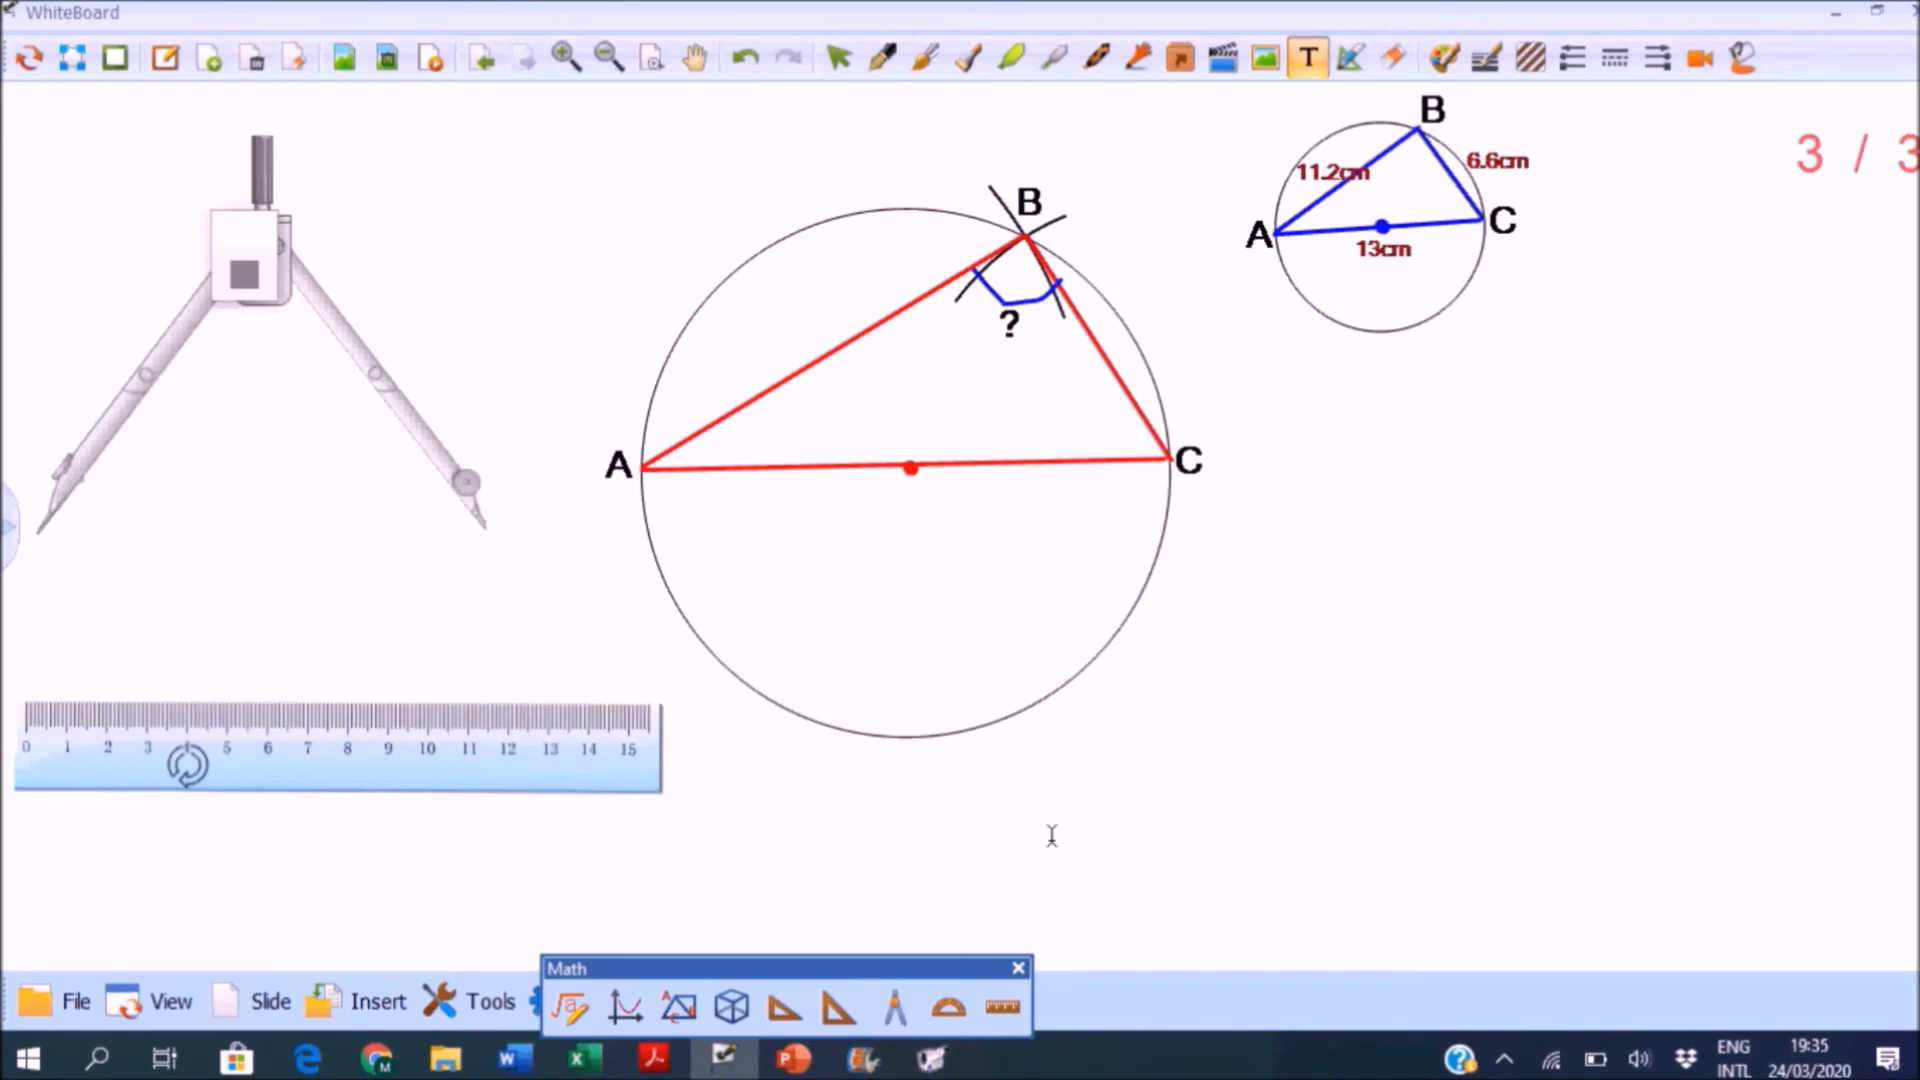 WhiteBoard
T
3 / 3
B
11.2cm
6.6cm
A
C
13cm
B
?
A
C
0 1 2 3 4 5 6 7 8 9 10 11 12 13 14 15
Math
File View Slide Insert Tools
ENG
INTL
19:35
24/03/2020